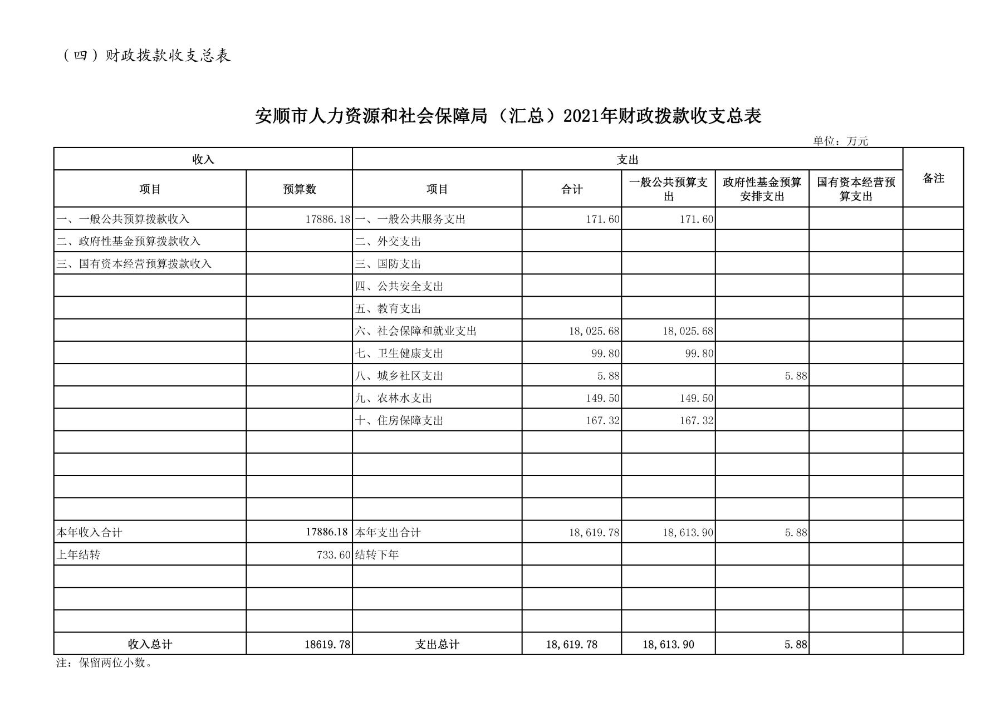 （四）财政拨款收支总表
安顺市人力资源和社会保障局（汇总）2021年财政拨款收支总表
单位：万元
收入 支出 备注
项目 预算数 项目 合计 一般公共预算支出 政府性基金预算安排支出 国有资本经营预算支出
一、一般公共预算拨款收入 17886.18 一、一般公共服务支出 171.60 171.60
二、政府性基金预算拨款收入 二、外交支出
三、国有资本经营预算拨款收入 三、国防支出
四、公共安全支出
五、教育支出
六、社会保障和就业支出 18,025.68 18,025.68
七、卫生健康支出 99.80 99.80
八、城乡社区支出 5.88 5.88
九、农林水支出 149.50 149.50
十、住房保障支出 167.32 167.32
本年收入合计 17886.18 本年支出合计 18,619.78 18,613.90 5.88
上年结转 733.60 结转下年
收入总计 18619.78 支出总计 18,619.78 18,613.90 5.88
注：保留两位小数。